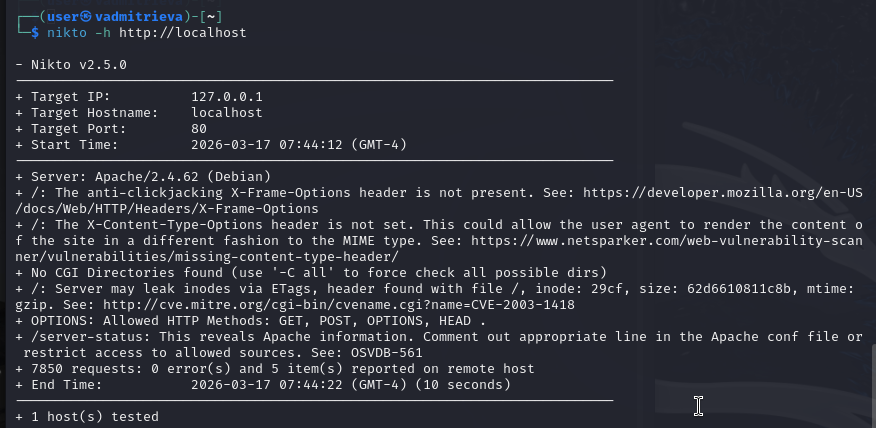 ┌──(user㉿vadmitrieva)-[~]
└─$ nikto -h http://localhost
- Nikto v2.5.0
+ Target IP:          127.0.0.1
+ Target Hostname:    localhost
+ Target Port:        80
+ Start Time:         2026-03-17 07:44:12 (GMT-4)
+ Server: Apache/2.4.62 (Debian)
+ /: The anti-clickjacking X-Frame-Options header is not present. See: https://developer.mozilla.org/en-US
/docs/Web/HTTP/Headers/X-Frame-Options
+ /: The X-Content-Type-Options header is not set. This could allow the user agent to render the content o
f the site in a different fashion to the MIME type. See: https://www.netsparker.com/web-vulnerability-scan
ner/vulnerabilities/missing-content-type-header/
+ No CGI Directories found (use '-C all' to force check all possible dirs)
+ /: Server may leak inodes via ETags, header found with file /, inode: 29cf, size: 62d6610811c8b, mtime:
gzip. See: http://cve.mitre.org/cgi-bin/cvename.cgi?name=CVE-2003-1418
+ OPTIONS: Allowed HTTP Methods: GET, POST, OPTIONS, HEAD .
+ /server-status: This reveals Apache information. Comment out appropriate line in the Apache conf file or
 restrict access to allowed sources. See: OSVDB-561
+ 7850 requests: 0 error(s) and 5 item(s) reported on remote host
+ End Time:           2026-03-17 07:44:22 (GMT-4) (10 seconds)
+ 1 host(s) tested